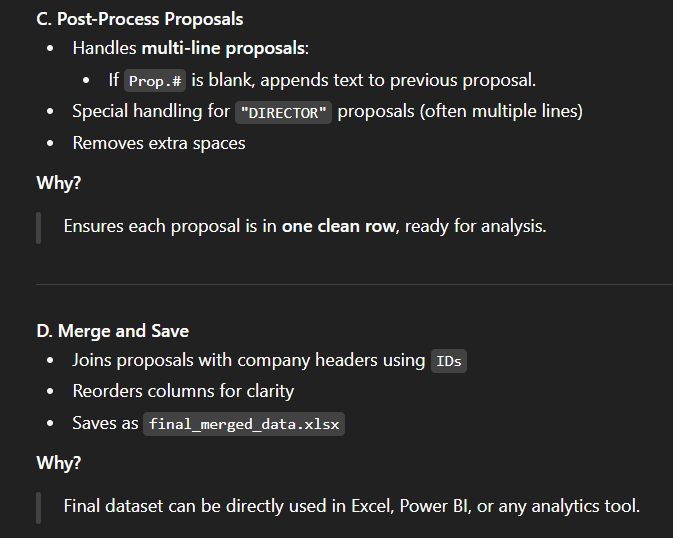 C. Post-Process Proposals
• Handles multi-line proposals:
• If Prop.# is blank, appends text to previous proposal.
• Special handling for "DIRECTOR" proposals (often multiple lines)
• Removes extra spaces
Why?
Ensures each proposal is in one clean row, ready for analysis.
D. Merge and Save
• Joins proposals with company headers using IDs
• Reorders columns for clarity
• Saves as final_merged_data.xlsx
Why?
Final dataset can be directly used in Excel, Power BI, or any analytics tool.